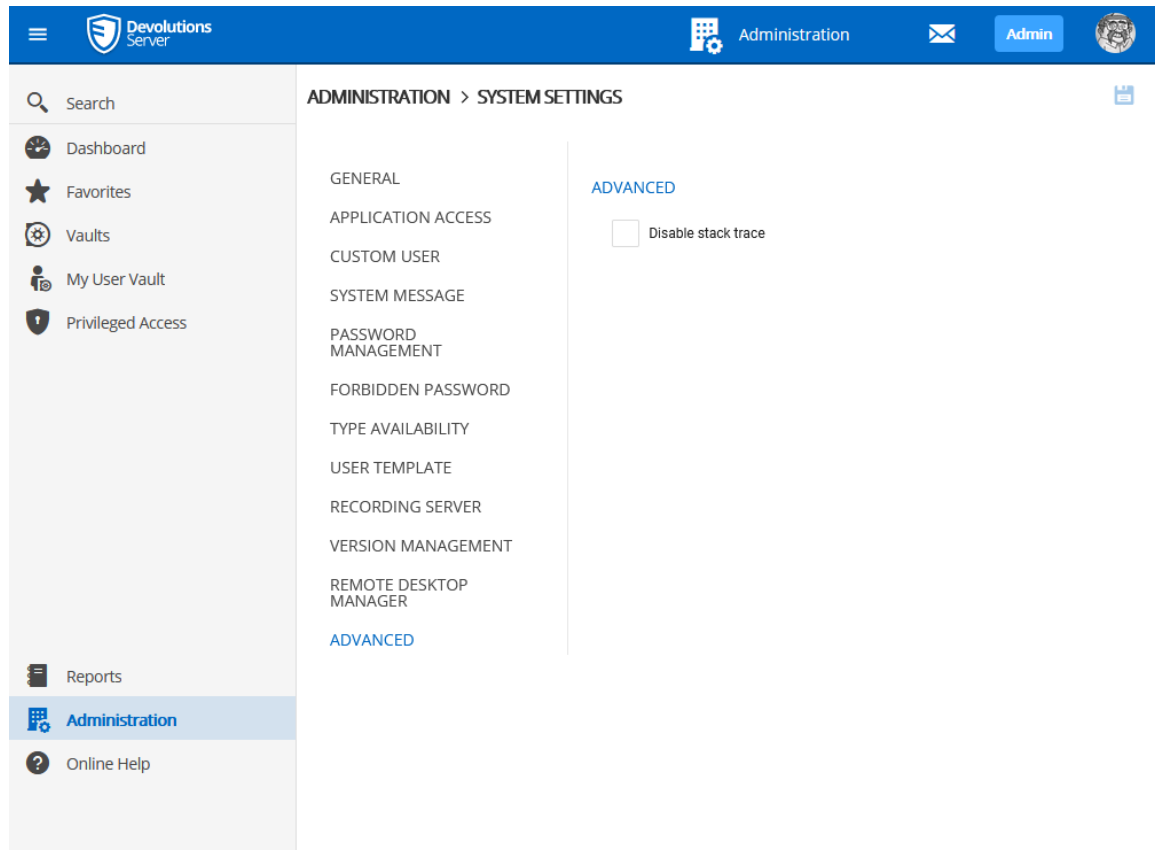 Devolutions
Server
Administration
Admin
Search
Dashboard
Favorites
Vaults
My User Vault
Privileged Access
Reports
Administration
Online Help
ADMINISTRATION > SYSTEM SETTINGS
GENERAL
APPLICATION ACCESS
CUSTOM USER
SYSTEM MESSAGE
PASSWORD
MANAGEMENT
FORBIDDEN PASSWORD
TYPE AVAILABILITY
USER TEMPLATE
RECORDING SERVER
VERSION MANAGEMENT
REMOTE DESKTOP
MANAGER
ADVANCED
ADVANCED
Disable stack trace